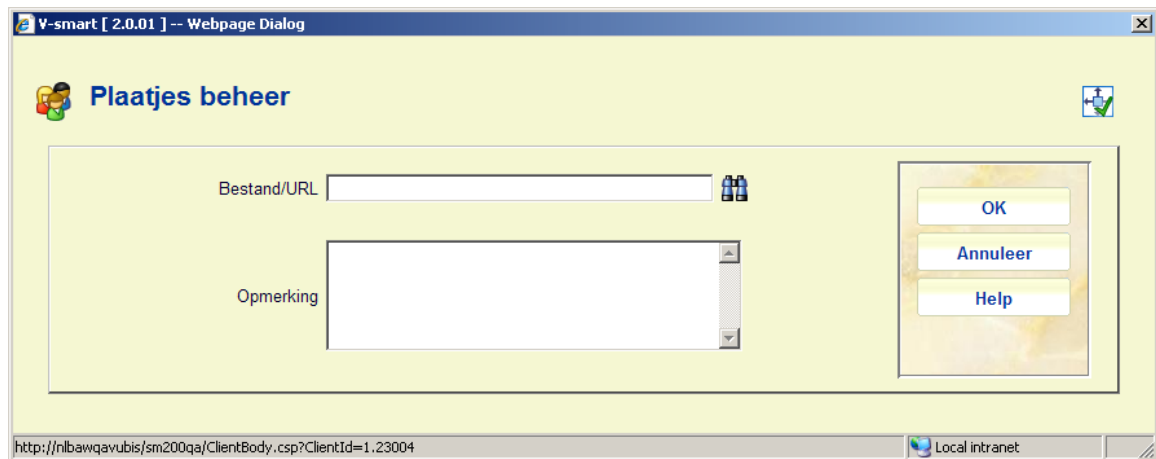 V-smart [ 2.0.01 ] -- Webpage Dialog
Plaatjes beheer
Bestand/URL
OK
Annuleer
Opmerking
Help
http://nlbawqavubis/sm200qa/ClientBody.csp?ClientId=1.23004
Local intranet